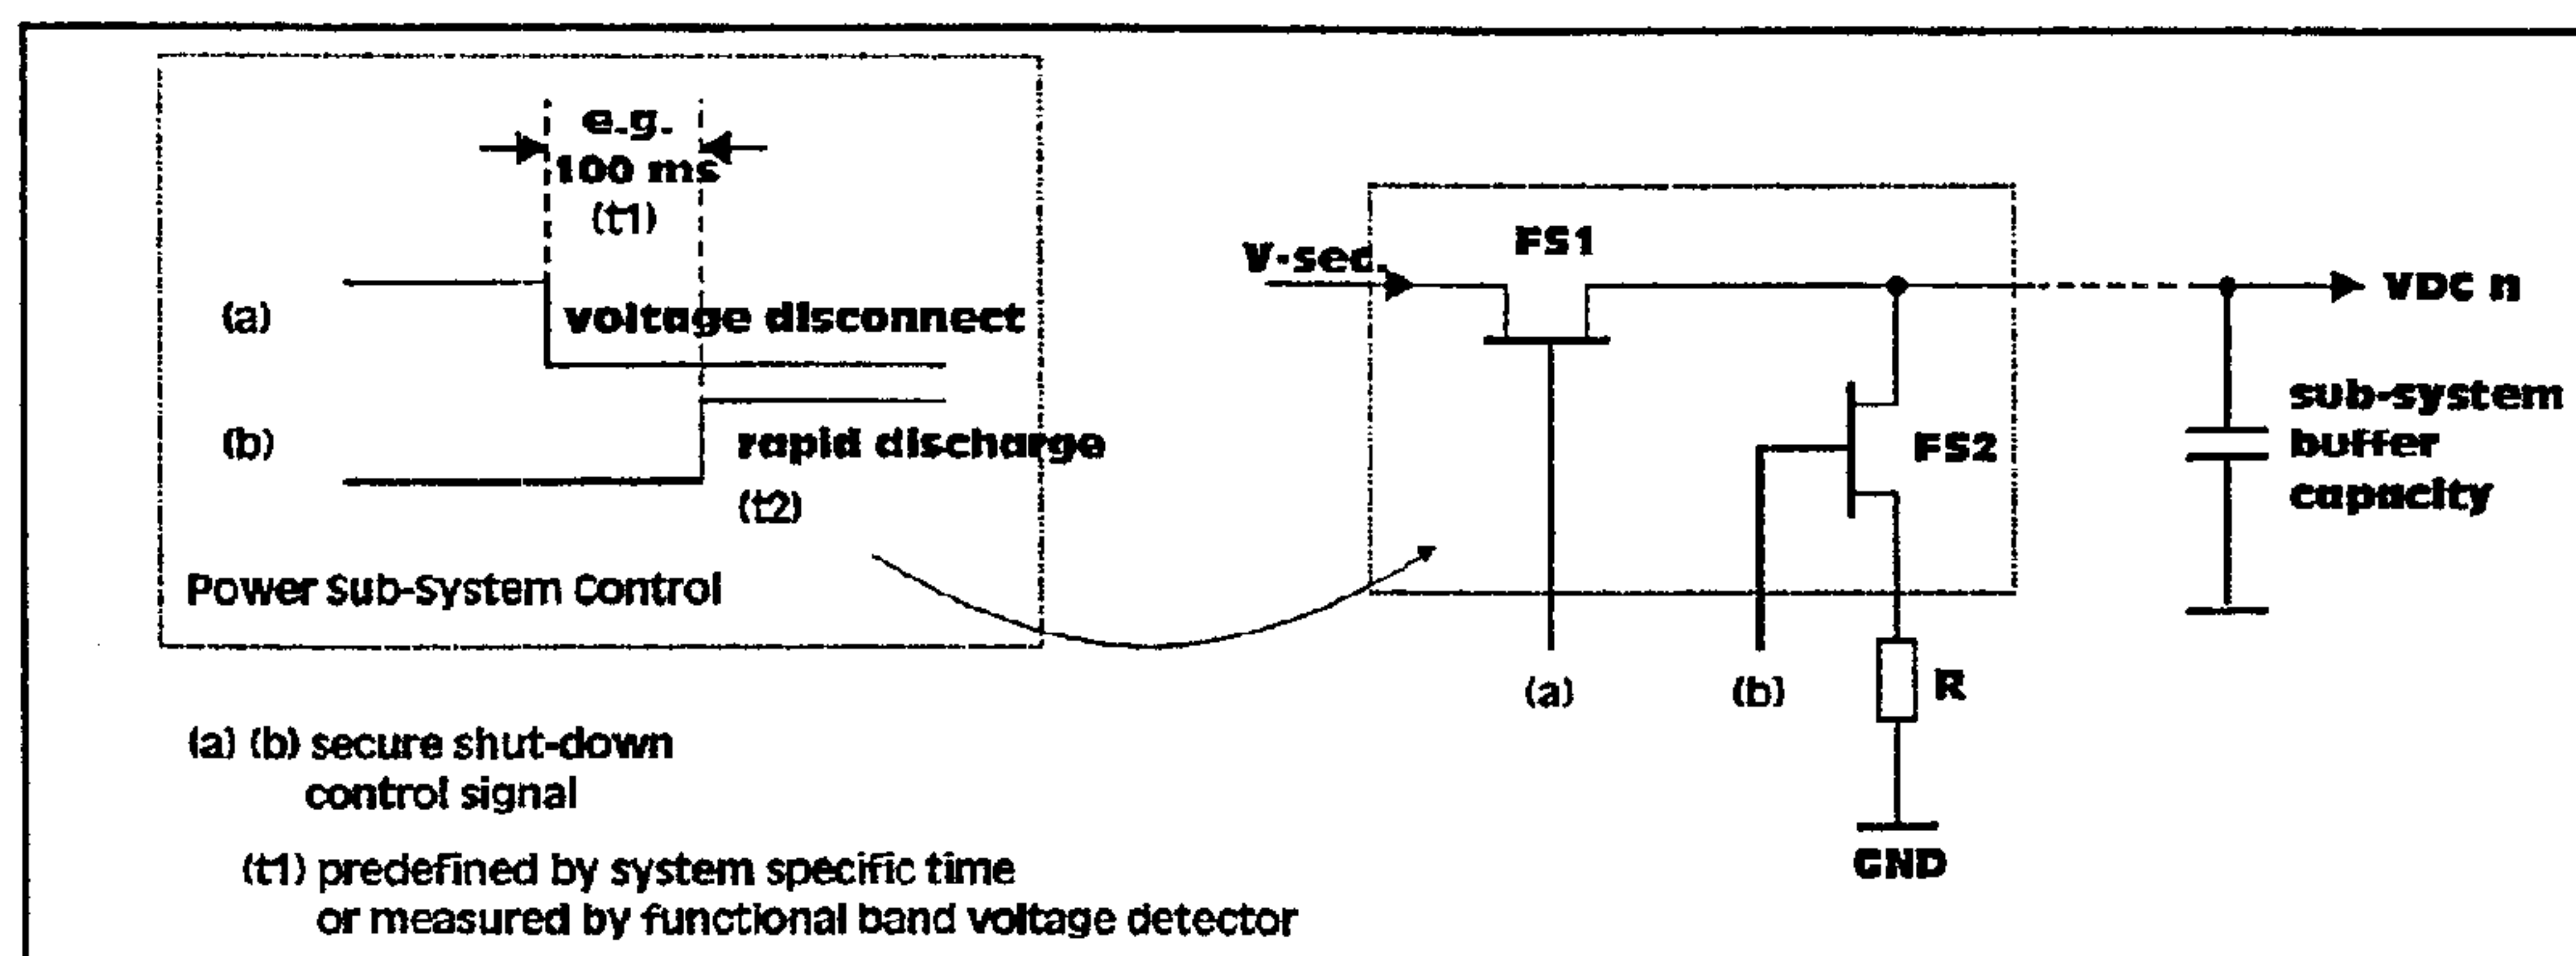 e.g.
100 ms
(t1)
(a)
voltage disconnect
(b)
rapid discharge
(t2)
Power Sub-System Control
(a) (b) secure shut-down
control signal
(t1) predefined by system specific time
or measured by functional band voltage detector
V-sec.
FS1
VDC n
FS2
sub-system
buffer
capacity
(a)
(b)
R
GND